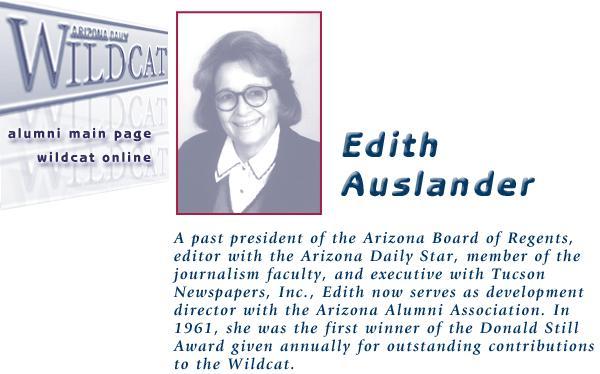 ARIZONA DAILY
WILDCAT
alumni main page
wildcat online
Edith
Auslander
A past president of the Arizona Board of Regents,
editor with the Arizona Daily Star, member of the
journalism faculty, and executive with Tucson
Newspapers, Inc., Edith now serves as development
director with the Arizona Alumni Association. In
1961, she was the first winner of the Donald Still
Award given annually for outstanding contributions
to the Wildcat.